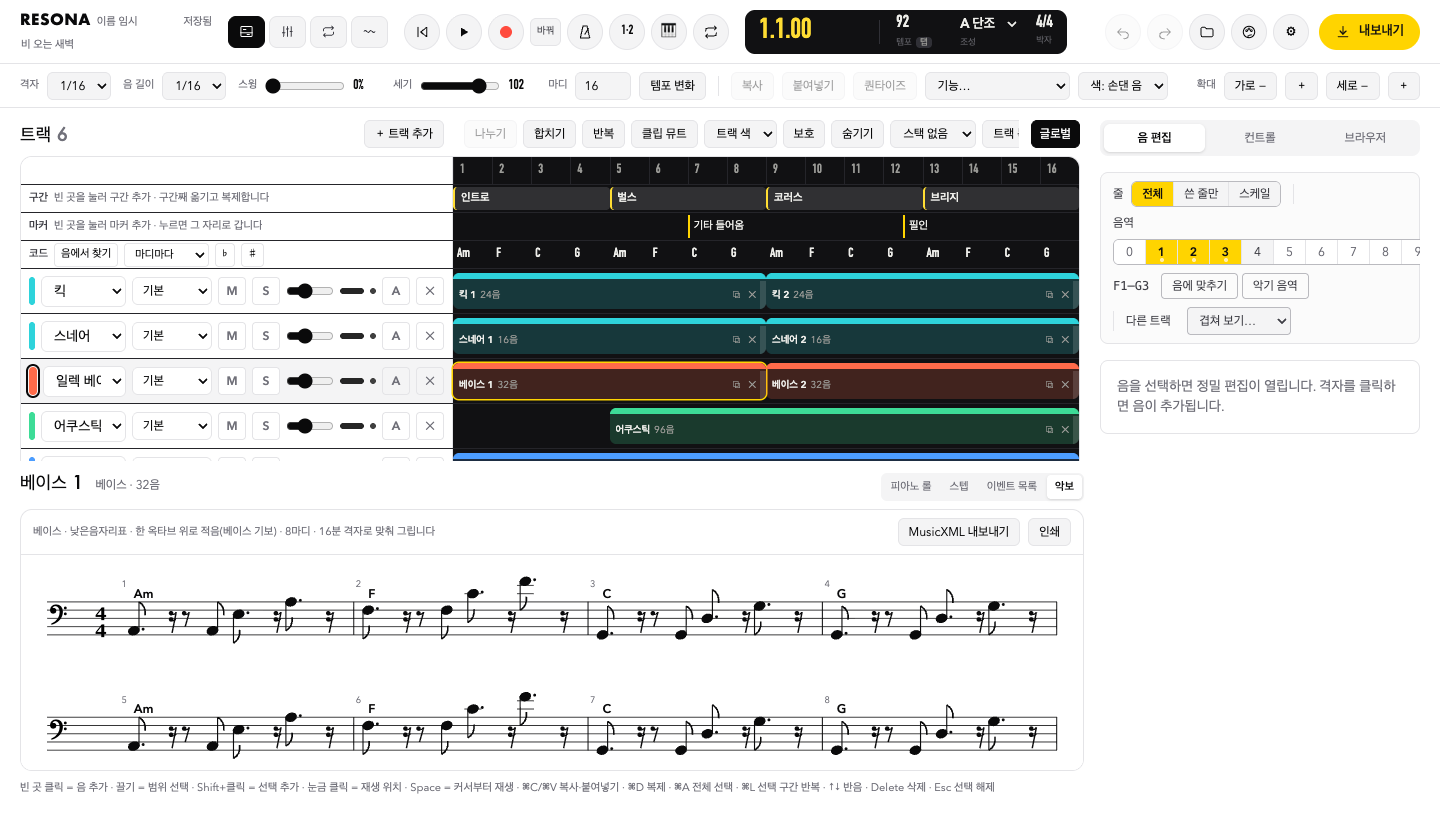 RESONA 이름 임시 저장됨
비 오는 새벽
바꿔
1·2
1.1.00
92
템포 탭
A 단조
조성
4/4
박자
내보내기
격자 1/16 음 길이 1/16 스윙 0% 세기 102 마디 16 템포 변화 복사 붙여넣기 퀀타이즈 기능... 색: 손댄 음 확대 가로 – + 세로 – +
트랙 6 + 트랙 추가 나누기 합치기 반복 클립 뮤트 트랙 색 보호 숨기기 스택 없음 트랙 글로벌
음 편집 컨트롤 브라우저
1 2 3 4 5 6 7 8 9 10 11 12 13 14 15 16
구간 빈 곳을 눌러 구간 추가 · 구간째 옮기고 복제합니다 인트로 벌스 코러스 브리지
마커 빈 곳을 눌러 마커 추가 · 누르면 그 자리로 갑니다 기타 들어옴 필인
코드 음에서 찾기 마디마다 ♭ # Am F C G Am F C G Am F C G Am F C G
킥 기본 M S A × 킥 1 24음 킥 2 24음
스네어 기본 M S A × 스네어 1 16음 스네어 2 16음
일렉 베이 기본 M S A × 베이스 1 32음 베이스 2 32음
어쿠스틱 기본 M S A × 어쿠스틱 96음
줄 전체 쓴 줄만 스케일
음역
0 1 2 3 4 5 6 7 8 9
F1–G3 음에 맞추기 악기 음역
다른 트랙 겹쳐 보기...
음을 선택하면 정밀 편집이 열립니다. 격자를 클릭하
면 음이 추가됩니다.
베이스 1 베이스 · 32음 피아노 롤 스텝 이벤트 목록 악보
베이스 · 낮은음자리표 · 한 옥타브 위로 적음(베이스 기보) · 8마디 · 16분 격자로 맞춰 그립니다 MusicXML 내보내기 인쇄
1 2 3 4
Am F C G
4
4
5 6 7 8
Am F C G
빈 곳 클릭 = 음 추가 · 끌기 = 범위 선택 · Shift+클릭 = 선택 추가 · 눈금 클릭 = 재생 위치 · Space = 커서부터 재생 · ⌘C/⌘V 복사·붙여넣기 · ⌘D 복제 · ⌘A 전체 선택 · ⌘L 선택 구간 반복 · ↑↓ 반음 · Delete 삭제 · Esc 선택 해제